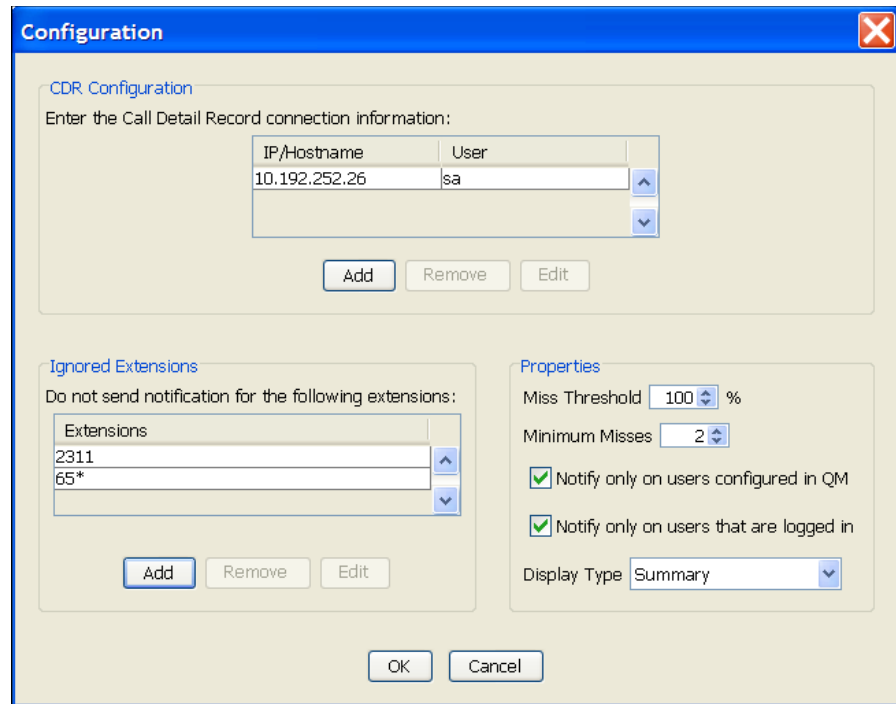 Configuration
CDR Configuration
Enter the Call Detail Record connection information:
IP/Hostname User
10.192.252.26 sa
Add Remove Edit
Ignored Extensions
Do not send notification for the following extensions:
Extensions
2311
65*
Add Remove Edit
Properties
Miss Threshold 100 %
Minimum Misses 2
Notify only on users configured in QM
Notify only on users that are logged in
Display Type Summary
OK Cancel